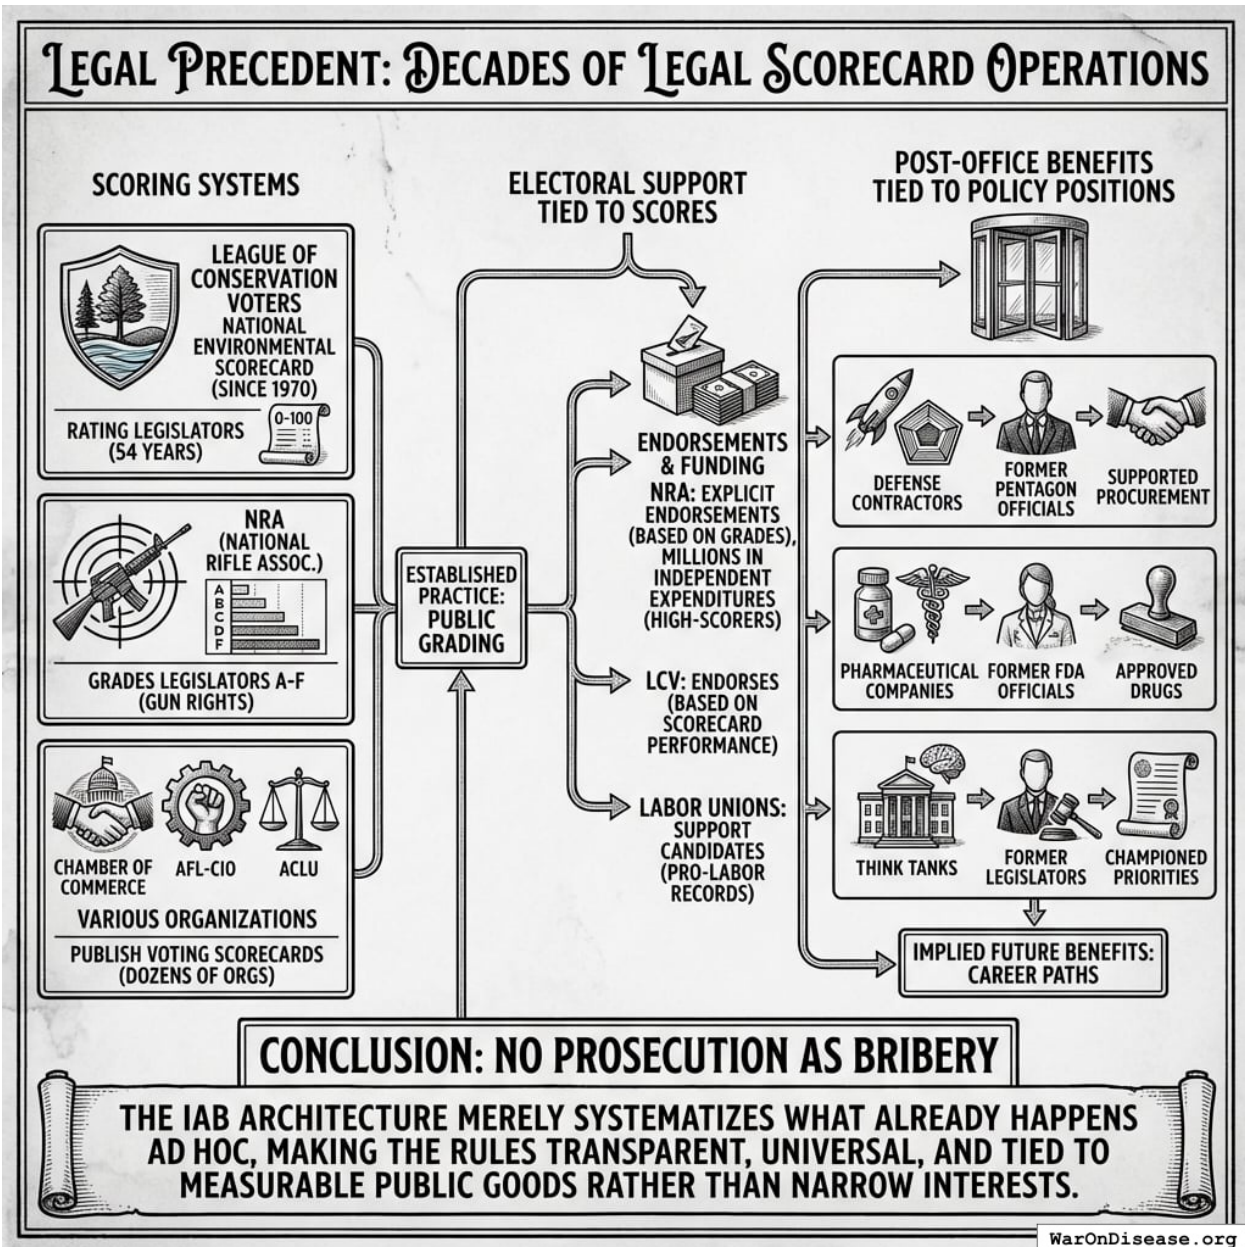 LEGAL PRECEDENT: DECADES OF LEGAL SCORECARD OPERATIONS
SCORING SYSTEMS
LEAGUE OF
CONSERVATION
VOTERS
NATIONAL
ENVIRONMENTAL
SCORECARD
(SINCE 1970)
RATING LEGISLATORS
(54 YEARS)
0-100
NRA
(NATIONAL
RIFLE ASSOC.)
A
B
C
D
F
GRADES LEGISLATORS A-F
(GUN RIGHTS)
CHAMBER OF
COMMERCE
AFL-CIO
ACLU
VARIOUS ORGANIZATIONS
PUBLISH VOTING SCORECARDS
(DOZENS OF ORGS)
ESTABLISHED
PRACTICE:
PUBLIC
GRADING
ELECTORAL SUPPORT
TIED TO SCORES
ENDORSEMENTS
& FUNDING
NRA: EXPLICIT
ENDORSEMENTS
(BASED ON GRADES),
MILLIONS IN
INDEPENDENT
EXPENDITURES
(HIGH-SCORERS)
LCV: ENDORSES
(BASED ON
SCORECARD
PERFORMANCE)
LABOR UNIONS:
SUPPORT
CANDIDATES
(PRO-LABOR
RECORDS)
POST-OFFICE BENEFITS
TIED TO POLICY POSITIONS
DEFENSE
CONTRACTORS
FORMER
PENTAGON
OFFICIALS
SUPPORTED
PROCUREMENT
PHARMACEUTICAL
COMPANIES
FORMER FDA
OFFICIALS
APPROVED
DRUGS
THINK TANKS
FORMER
LEGISLATORS
CHAMPIONED
PRIORITIES
IMPLIED FUTURE BENEFITS:
CAREER PATHS
CONCLUSION: NO PROSECUTION AS BRIBERY
THE IAB ARCHITECTURE MERELY SYSTEMATIZES WHAT ALREADY HAPPENS
AD HOC, MAKING THE RULES TRANSPARENT, UNIVERSAL, AND TIED TO
MEASURABLE PUBLIC GOODS RATHER THAN NARROW INTERESTS.
WarOnDisease.org